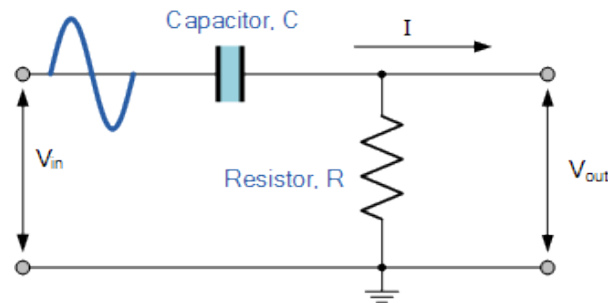 Capacitor, C
I
Vin
Resistor, R
Vout